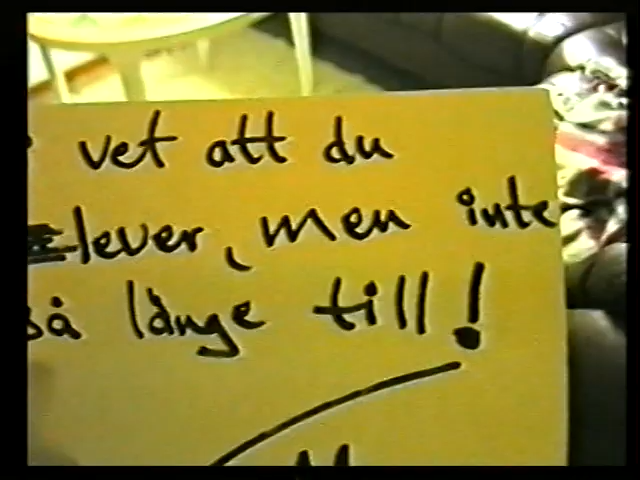 vet att du
lever, men inte
så länge till!